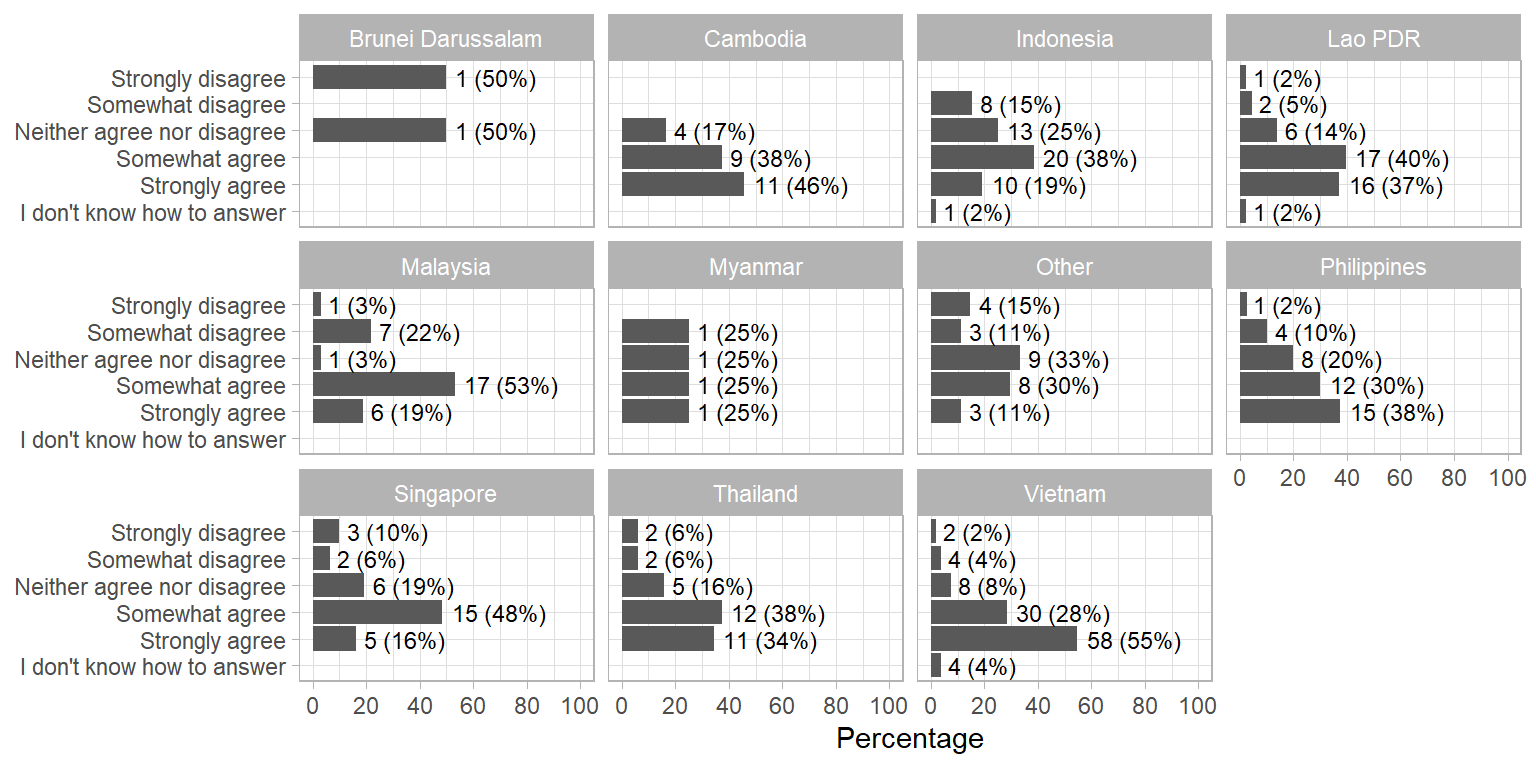 Brunei Darussalam Cambodia Indonesia Lao PDR
Strongly disagree 1 (50%) 1 (2%)
Somewhat disagree 8 (15%) 2 (5%)
Neither agree nor disagree 1 (50%) 4 (17%) 13 (25%) 6 (14%)
Somewhat agree 9 (38%) 20 (38%) 17 (40%)
Strongly agree 11 (46%) 10 (19%) 16 (37%)
I don't know how to answer 1 (2%) 1 (2%)
Malaysia Myanmar Other Philippines
Strongly disagree 1 (3%) 4 (15%) 1 (2%)
Somewhat disagree 7 (22%) 1 (25%) 3 (11%) 4 (10%)
Neither agree nor disagree 1 (3%) 1 (25%) 9 (33%) 8 (20%)
Somewhat agree 17 (53%) 1 (25%) 8 (30%) 12 (30%)
Strongly agree 6 (19%) 1 (25%) 3 (11%) 15 (38%)
I don't know how to answer
0 20 40 60 80 100
Singapore Thailand Vietnam
Strongly disagree 3 (10%) 2 (6%) 2 (2%)
Somewhat disagree 2 (6%) 2 (6%) 4 (4%)
Neither agree nor disagree 6 (19%) 5 (16%) 8 (8%)
Somewhat agree 15 (48%) 12 (38%) 30 (28%)
Strongly agree 5 (16%) 11 (34%) 58 (55%)
I don't know how to answer 4 (4%)
0 20 40 60 80 100 0 20 40 60 80 100 0 20 40 60 80 100
Percentage